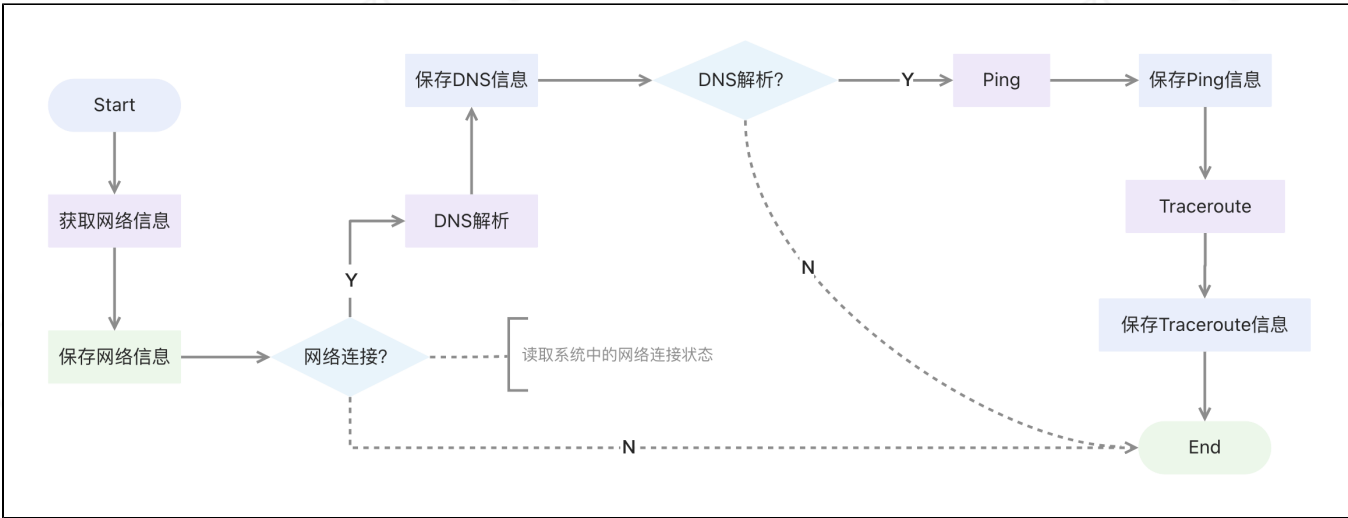 Start
获取网络信息
保存网络信息
网络连接?
读取系统中的网络连接状态
Y
N
DNS解析
保存DNS信息
DNS解析?
Y
N
Ping
保存Ping信息
Traceroute
保存Traceroute信息
End